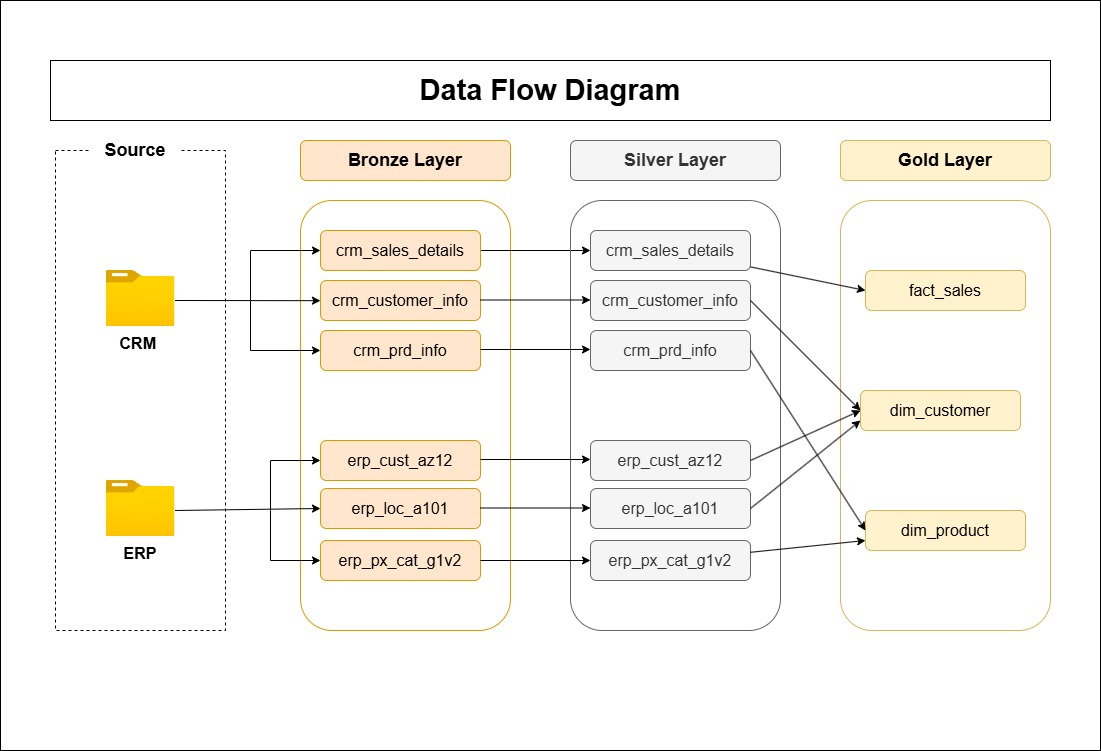 Data Flow Diagram
Source
Bronze Layer
Silver Layer
Gold Layer
CRM
ERP
crm_sales_details
crm_customer_info
crm_prd_info
erp_cust_az12
erp_loc_a101
erp_px_cat_g1v2
crm_sales_details
crm_customer_info
crm_prd_info
erp_cust_az12
erp_loc_a101
erp_px_cat_g1v2
fact_sales
dim_customer
dim_product